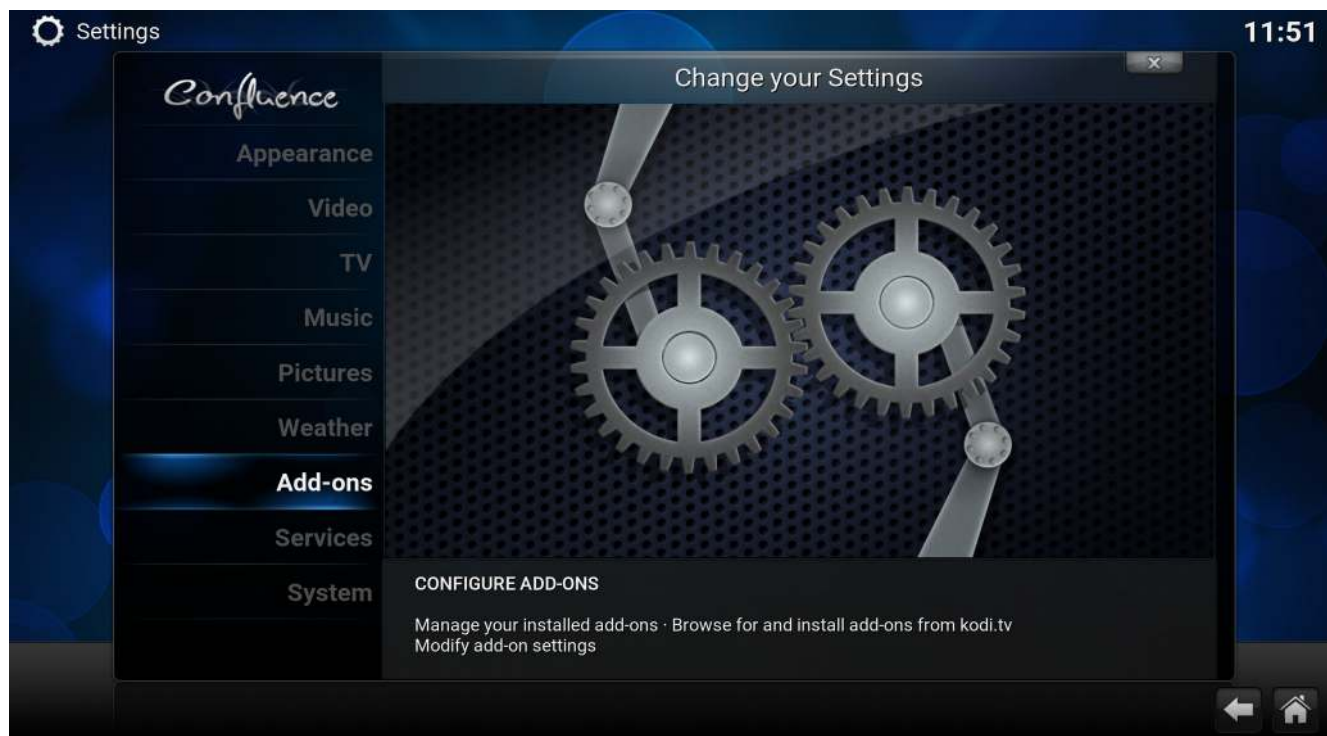 Settings
11:51
Confluence
Change your Settings
Appearance
Video
TV
Music
Pictures
Weather
Add-ons
Services
System
CONFIGURE ADD-ONS
Manage your installed add-ons · Browse for and install add-ons from kodi.tv
Modify add-on settings